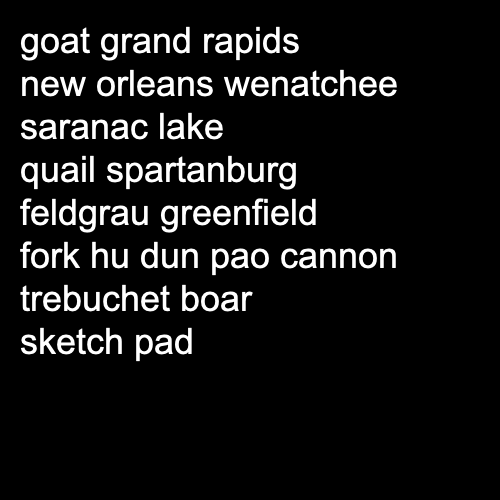 goat grand rapids
new orleans wenatchee
saranac lake
quail spartanburg
feldgrau greenfield
fork hu dun pao cannon
trebuchet boar
sketch pad